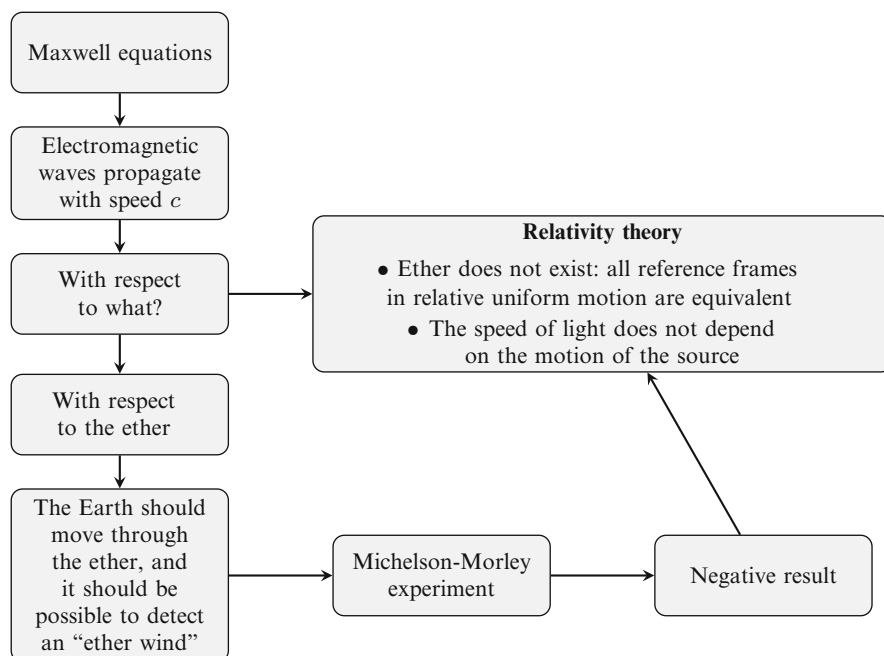 Maxwell equations
Electromagnetic
waves propagate
with speed c
With respect
to what?
Relativity theory
• Ether does not exist: all reference frames
in relative uniform motion are equivalent
• The speed of light does not depend
on the motion of the source
With respect
to the ether
The Earth should
move through
the ether, and
it should be
possible to detect
an “ether wind”
Michelson-Morley
experiment
Negative result